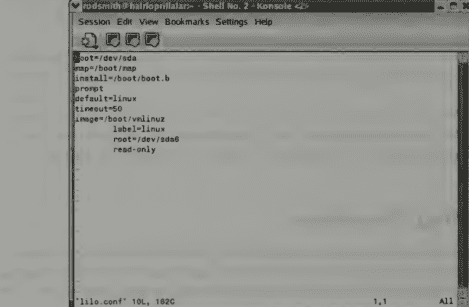 rodsmith@halrloprillalar:~ - Shell No. 2 - Konsole <2>
Session Edit View Bookmarks Settings Help
boot=/dev/sda
map=/boot/map
install=/boot/boot.b
prompt
default=linux
timeout=50
image=/boot/vmlinuz
label=linux
root=/dev/sda6
read-only
~
"lilo.conf" 10L, 162C 1,1 All